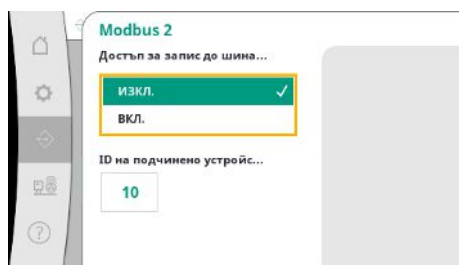 Modbus 2
Достъп за запис до шина...
ИЗКЛ.
ВКЛ.
ID на подчинено устройс...
10